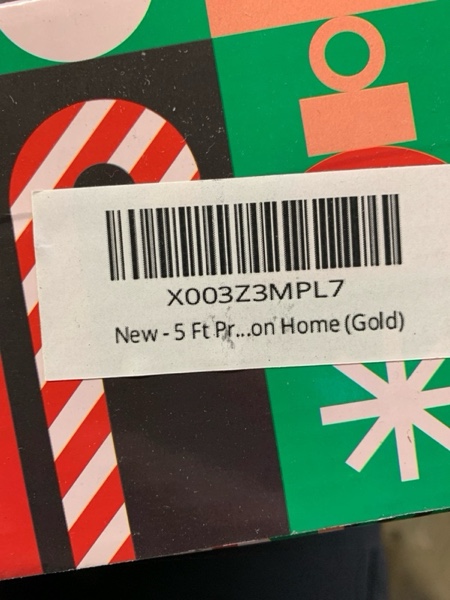 X003Z3MPL7
New - 5 Ft Pr...on Home (Gold)